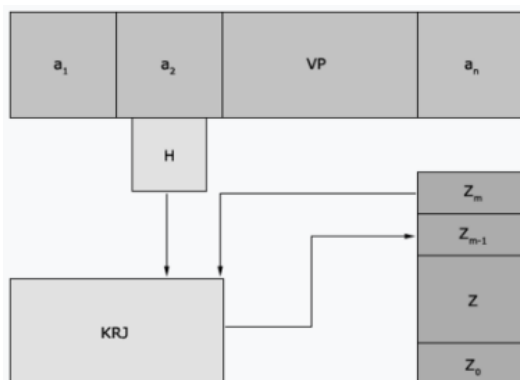 a₁ a₂ VP aₙ
H
Zₘ
Zₘ₋₁
KRJ
Z
Z₀